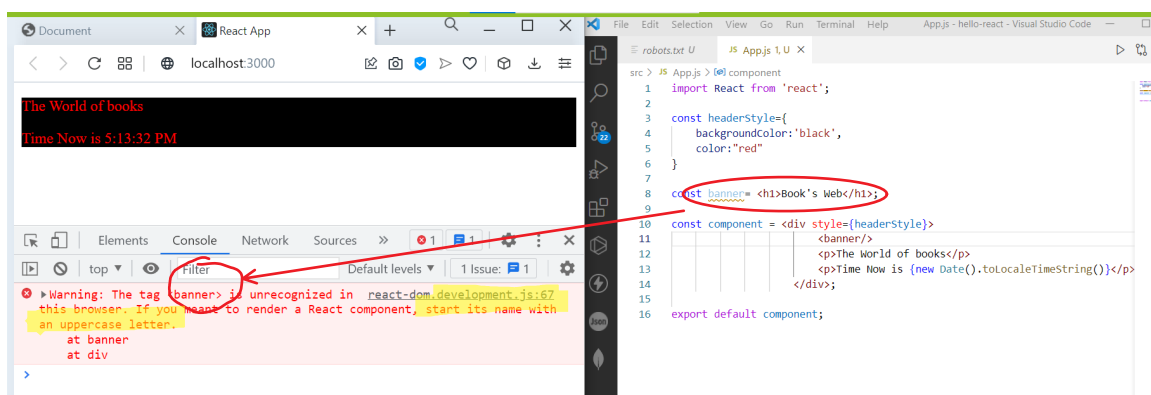 Document
React App
localhost:3000
The World of books
Time Now is 5:13:32 PM
Elements Console Network Sources » 1 1
top ▼ Filter Default levels ▼ 1 Issue: 1
▶Warning: The tag <banner> is unrecognized in react-dom.development.js:67
this browser. If you meant to render a React component, start its name with
an uppercase letter.
at banner
at div
>
File Edit Selection View Go Run Terminal Help App.js - hello-react - Visual Studio Code
robots.txt U JS App.js 1, U ×
src > JS App.js > component
1 import React from 'react';
2
3 const headerStyle={
4 backgroundColor:'black',
5 color:"red"
6 }
7
8 const banner= <h1>Book's Web</h1>;
9
10 const component = <div style={headerStyle}>
11 <banner/>
12 <p>The World of books</p>
13 <p>Time Now is {new Date().toLocaleTimeString()}</p>
14 </div>;
15
16 export default component;
22
Json